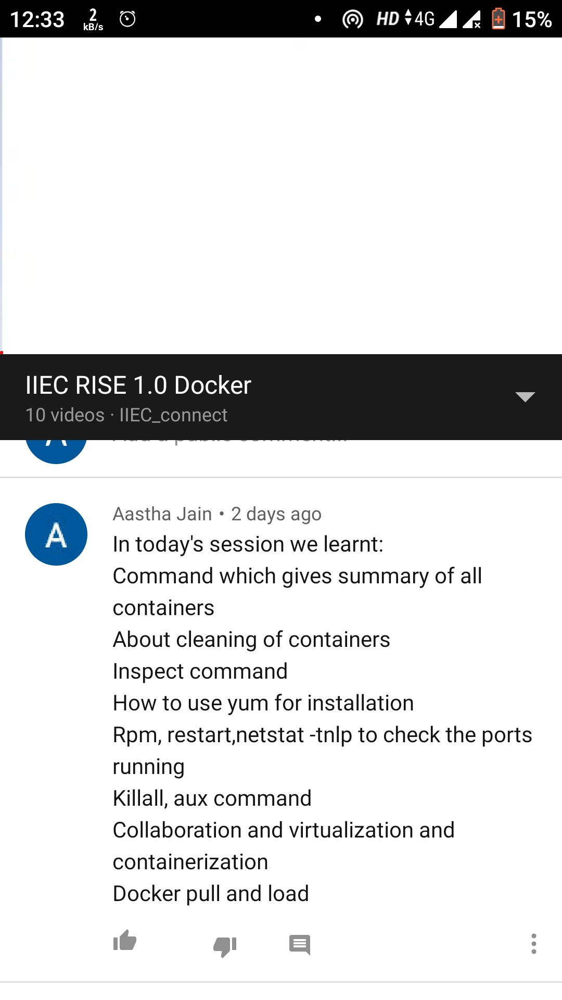 12:33 2 kB/s HD 4G 15%
IIEC RISE 1.0 Docker
10 videos · IIEC_connect
Add a public comment...
A
Aastha Jain • 2 days ago
In today's session we learnt:
Command which gives summary of all
containers
About cleaning of containers
Inspect command
How to use yum for installation
Rpm, restart,netstat -tnlp to check the ports
running
Killall, aux command
Collaboration and virtualization and
containerization
Docker pull and load